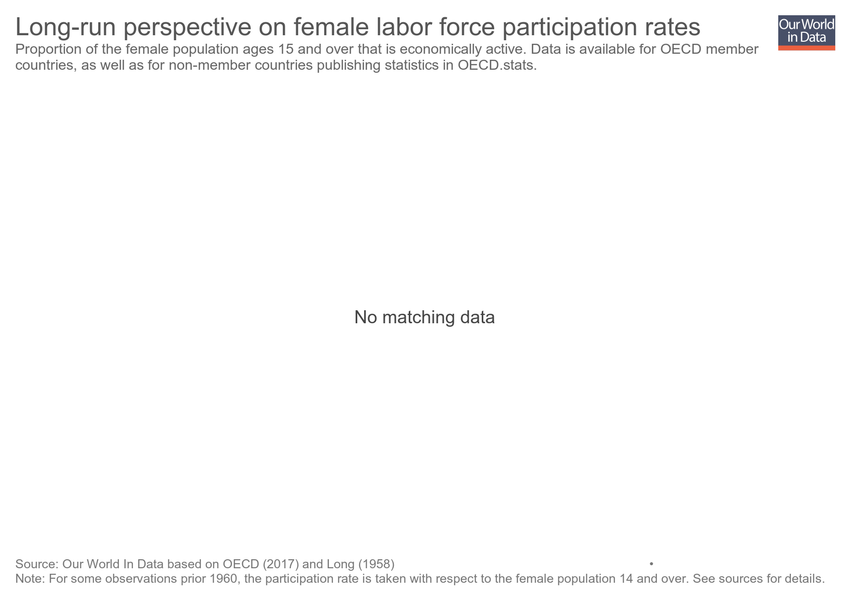 Long-run perspective on female labor force participation rates
Our World
in Data
Proportion of the female population ages 15 and over that is economically active. Data is available for OECD member
countries, as well as for non-member countries publishing statistics in OECD.stats.
No matching data
Source: Our World In Data based on OECD (2017) and Long (1958) •
Note: For some observations prior 1960, the participation rate is taken with respect to the female population 14 and over. See sources for details.